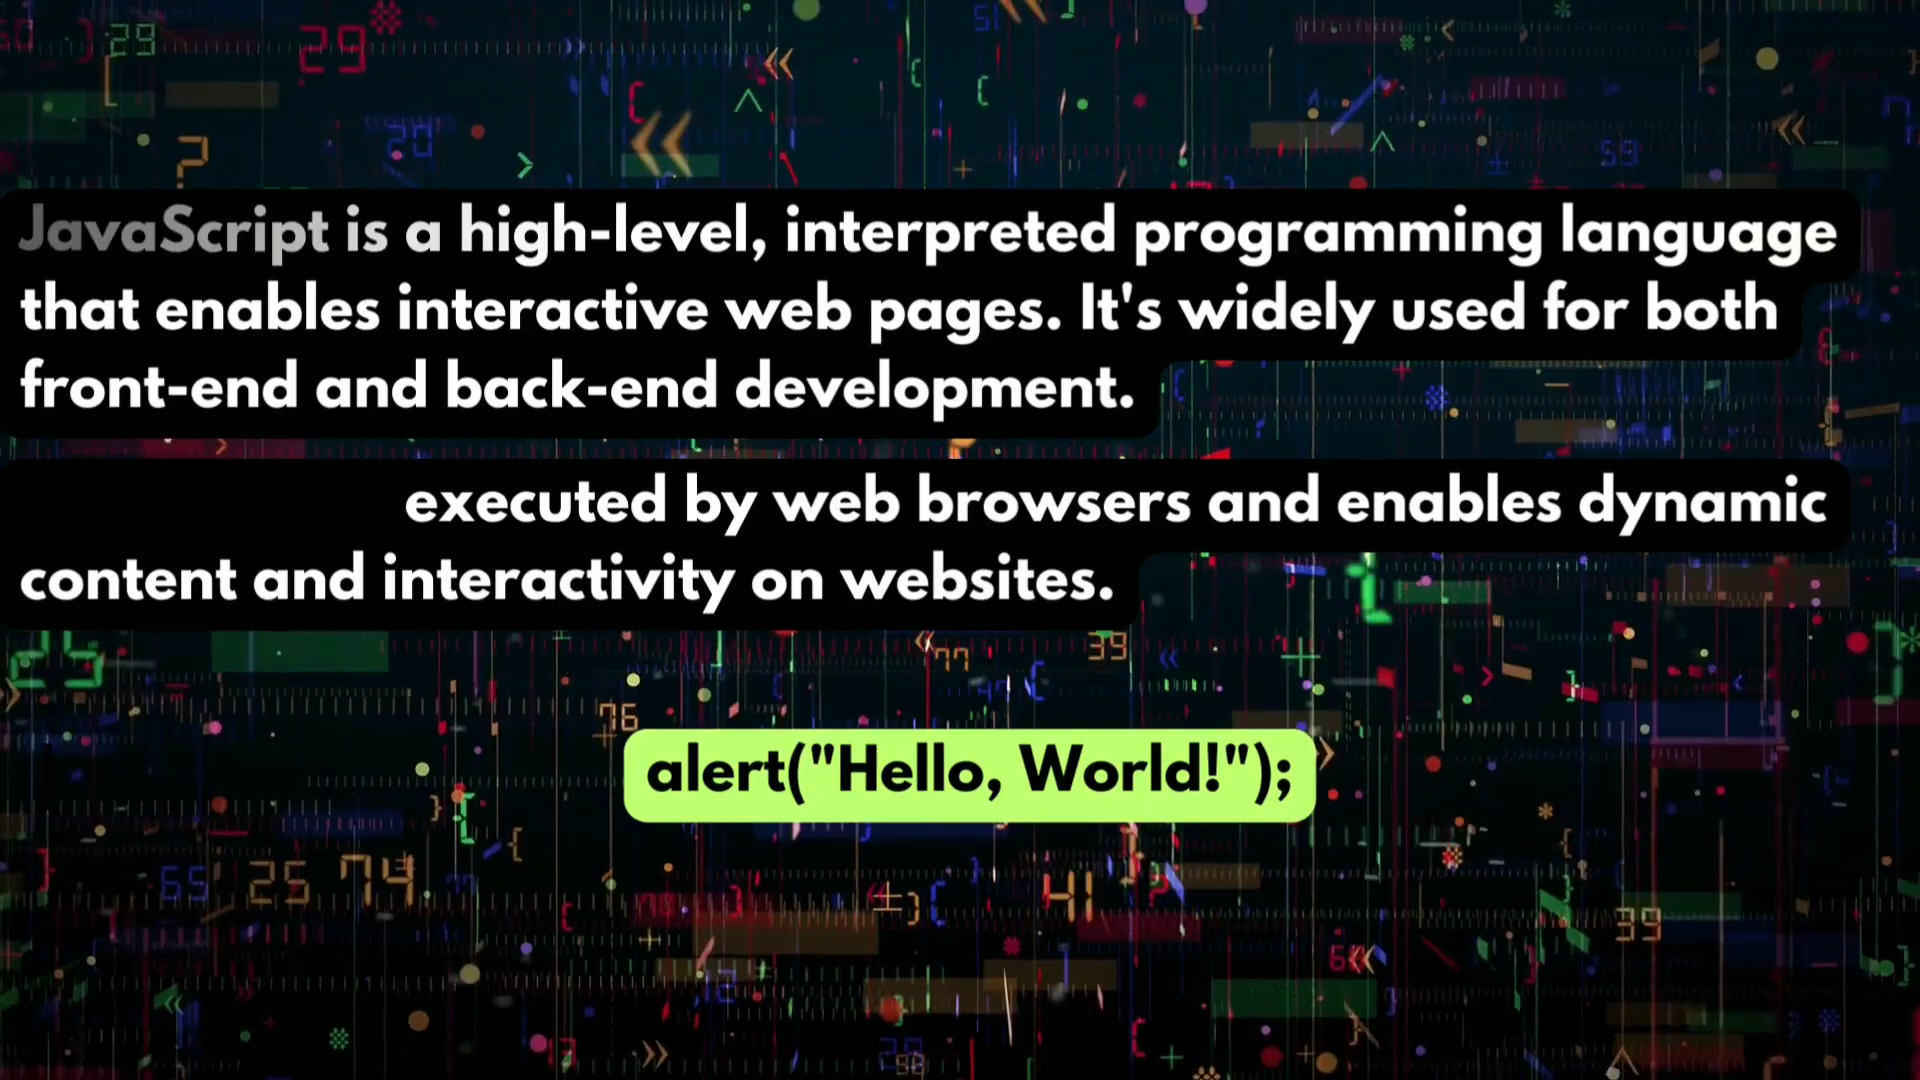 JavaScript is a high-level, interpreted programming language
that enables interactive web pages. It's widely used for both
front-end and back-end development.
executed by web browsers and enables dynamic
content and interactivity on websites.
alert("Hello, World!");